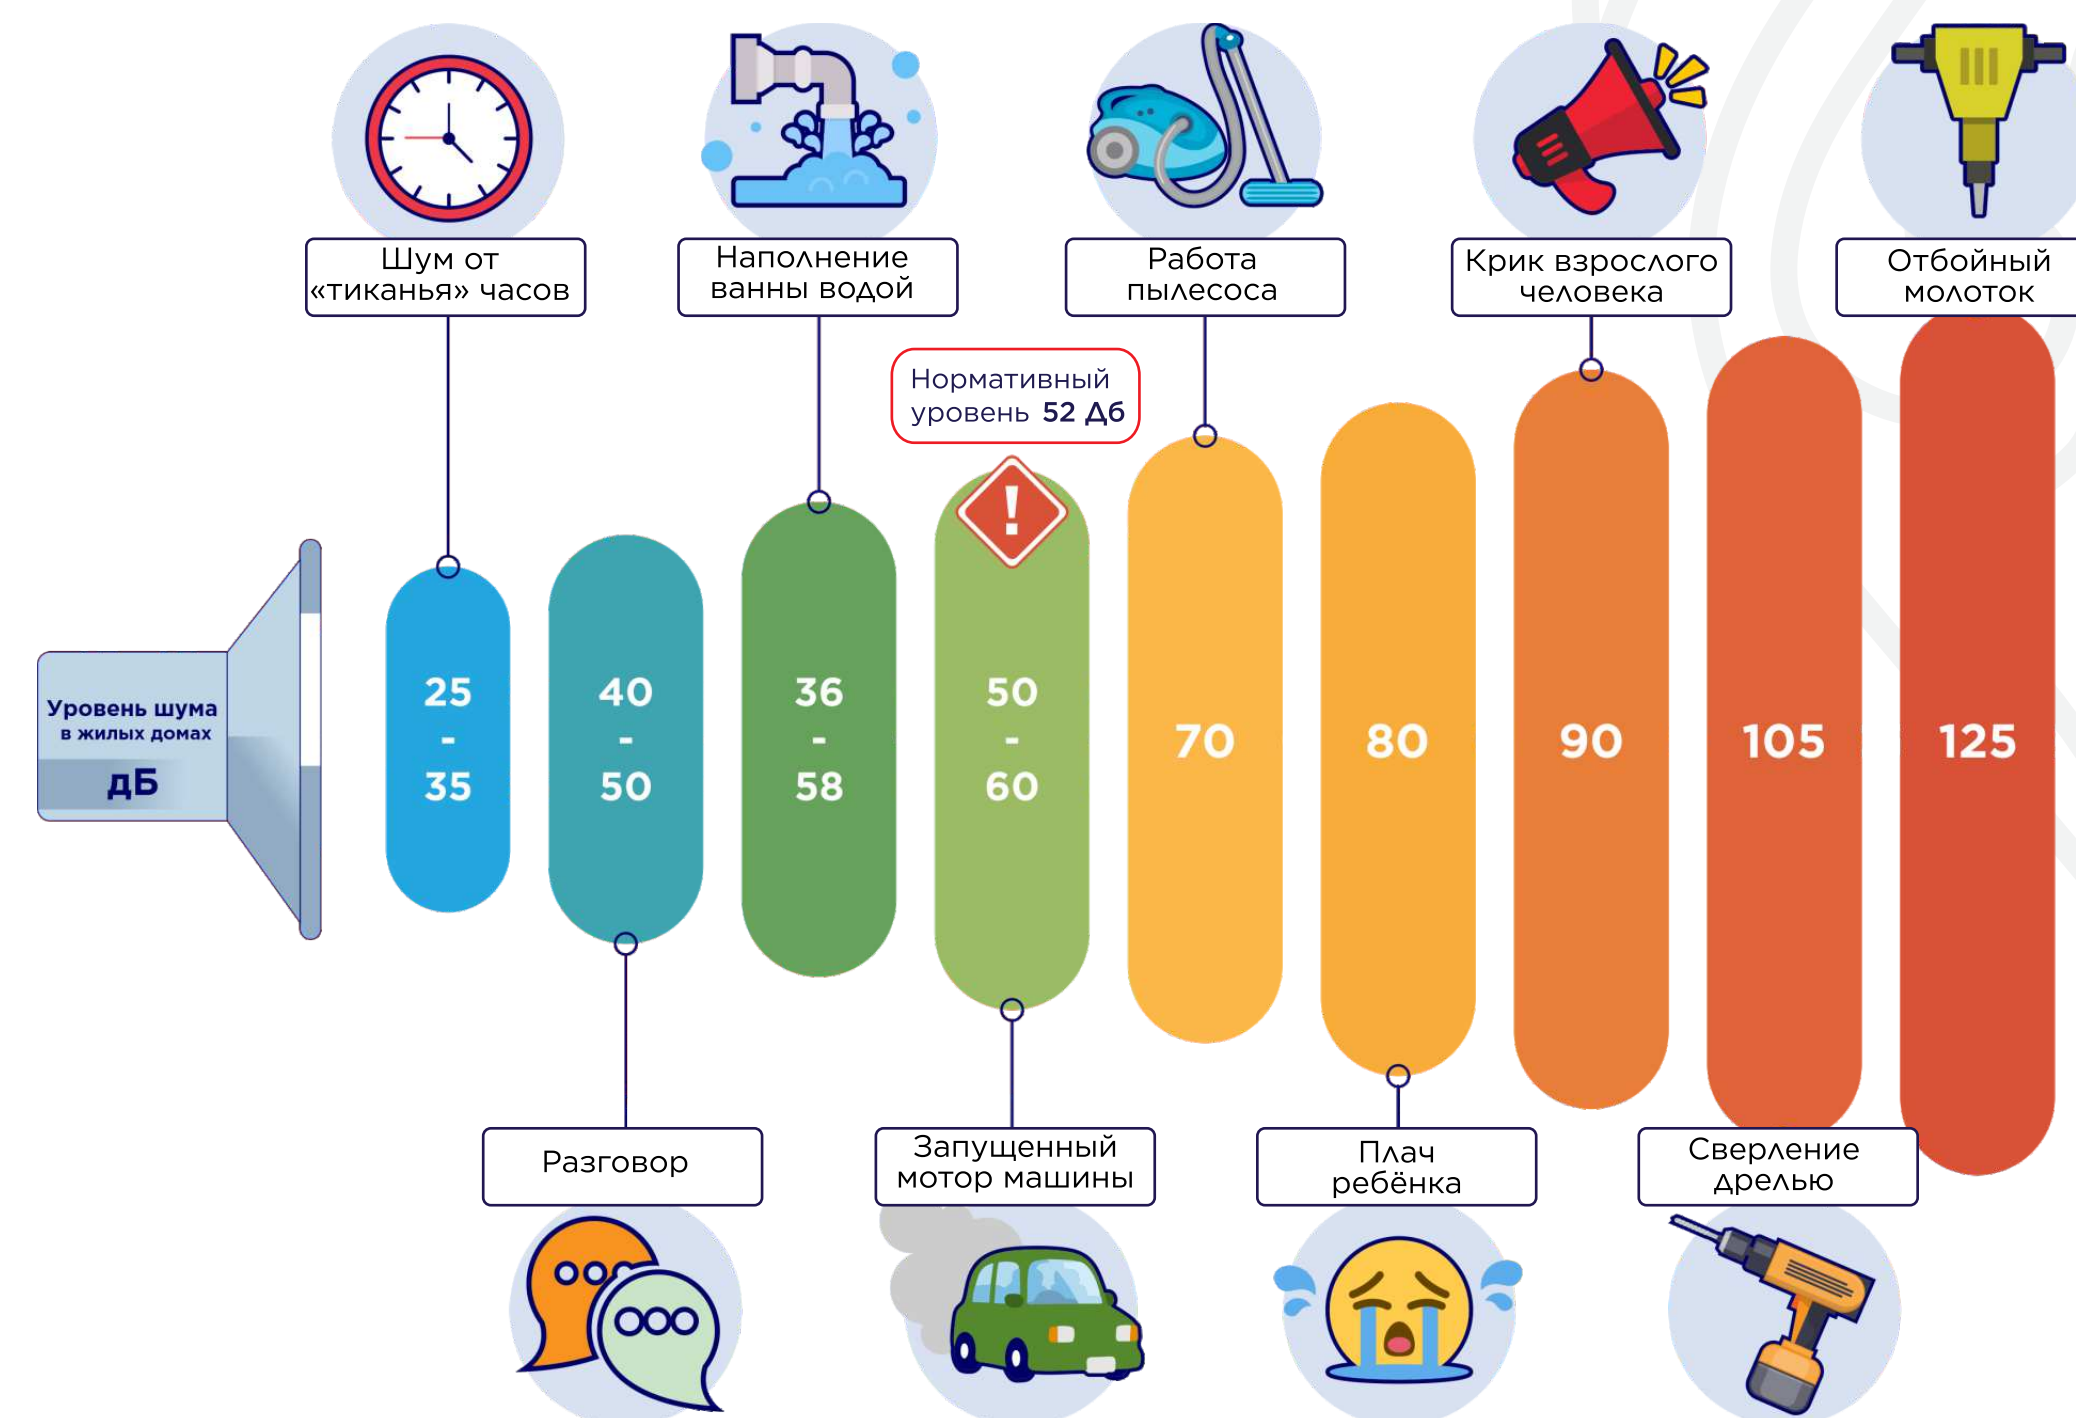 Шум от
«тиканья» часов
Наполнение
ванны водой
Работа
пылесоса
Крик взрослого
человека
Отбойный
молоток
Нормативный
уровень 52 Дб
!
Уровень шума
в жилых домах
дБ
25
-
35
40
-
50
36
-
58
50
-
60
70
80
90
105
125
Разговор
Запущенный
мотор машины
Плач
ребёнка
Сверление
дрелью